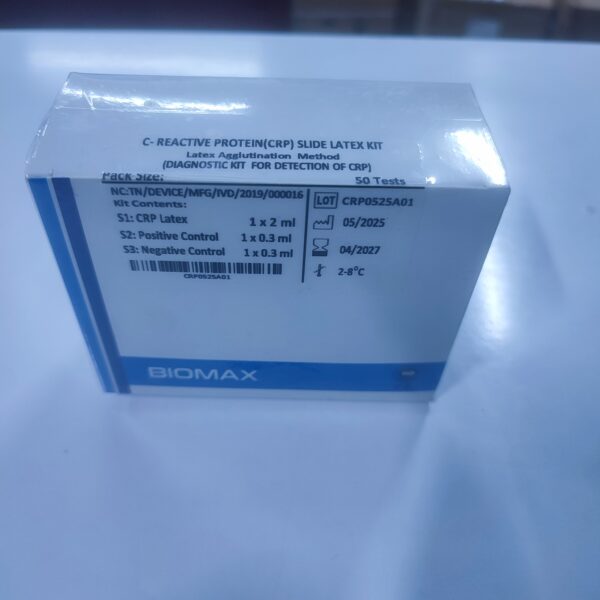 C- REACTIVE PROTEIN(CRP) SLIDE LATEX KIT
Latex Agglutination Method
(DIAGNOSTIC KIT FOR DETECTION OF CRP)
Pack Size: 50 Tests
NC:TN/DEVICE/MFG/IVD/2019/000016
Kit Contents:
S1: CRP Latex 1 x 2 ml
S2: Positive Control 1 x 0.3 ml
S3: Negative Control 1 x 0.3 ml
CRP0525A01
LOT CRP0525A01
05/2025
04/2027
2-8°C
BIOMAX